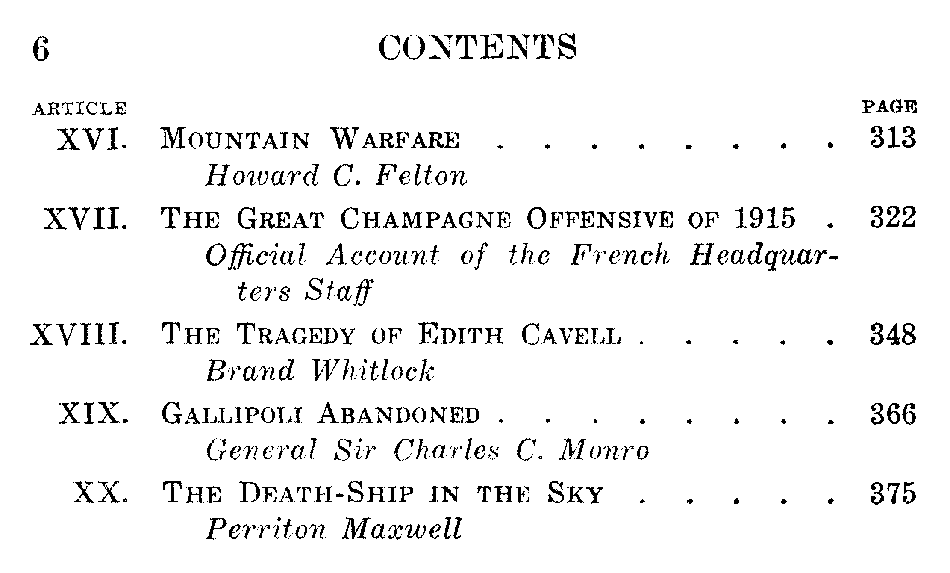 6 CONTENTS
ARTICLE PAGE
XVI. MOUNTAIN WARFARE . . . . . . . . 313
Howard C. Felton
XVII. THE GREAT CHAMPAGNE OFFENSIVE OF 1915 . 322
Official Account of the French Headquar-
ters Staff
XVIII. THE TRAGEDY OF EDITH CAVELL . . . . . 348
Brand Whitlock
XIX. GALLIPOLI ABANDONED . . . . . . . . 366
General Sir Charles C. Monro
XX. THE DEATH-SHIP IN THE SKY . . . . . 375
Perriton Maxwell